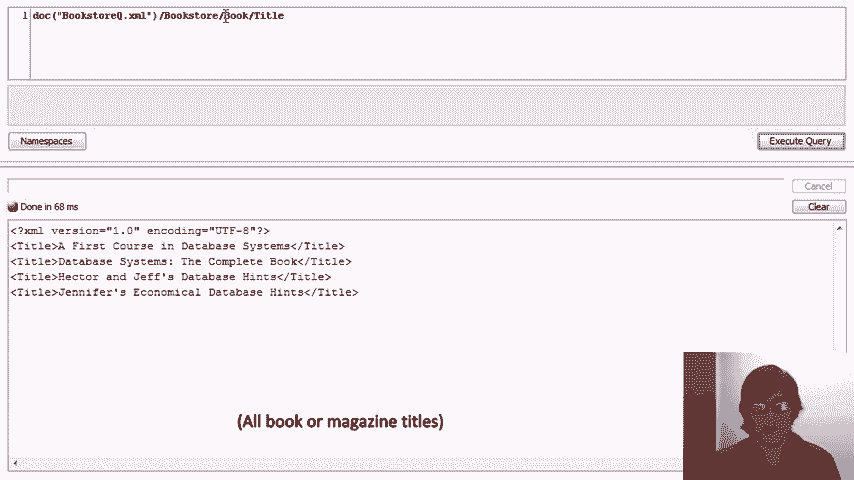 1 doc("BookstoreQ.xml")/Bookstore/Book/Title
Namespaces
Execute Query
Cancel
Done in 68 ms
Clear
<?xml version="1.0" encoding="UTF-8"?>
<Title>A First Course in Database Systems</Title>
<Title>Database Systems: The Complete Book</Title>
<Title>Hector and Jeff's Database Hints</Title>
<Title>Jennifer's Economical Database Hints</Title>
(All book or magazine titles)